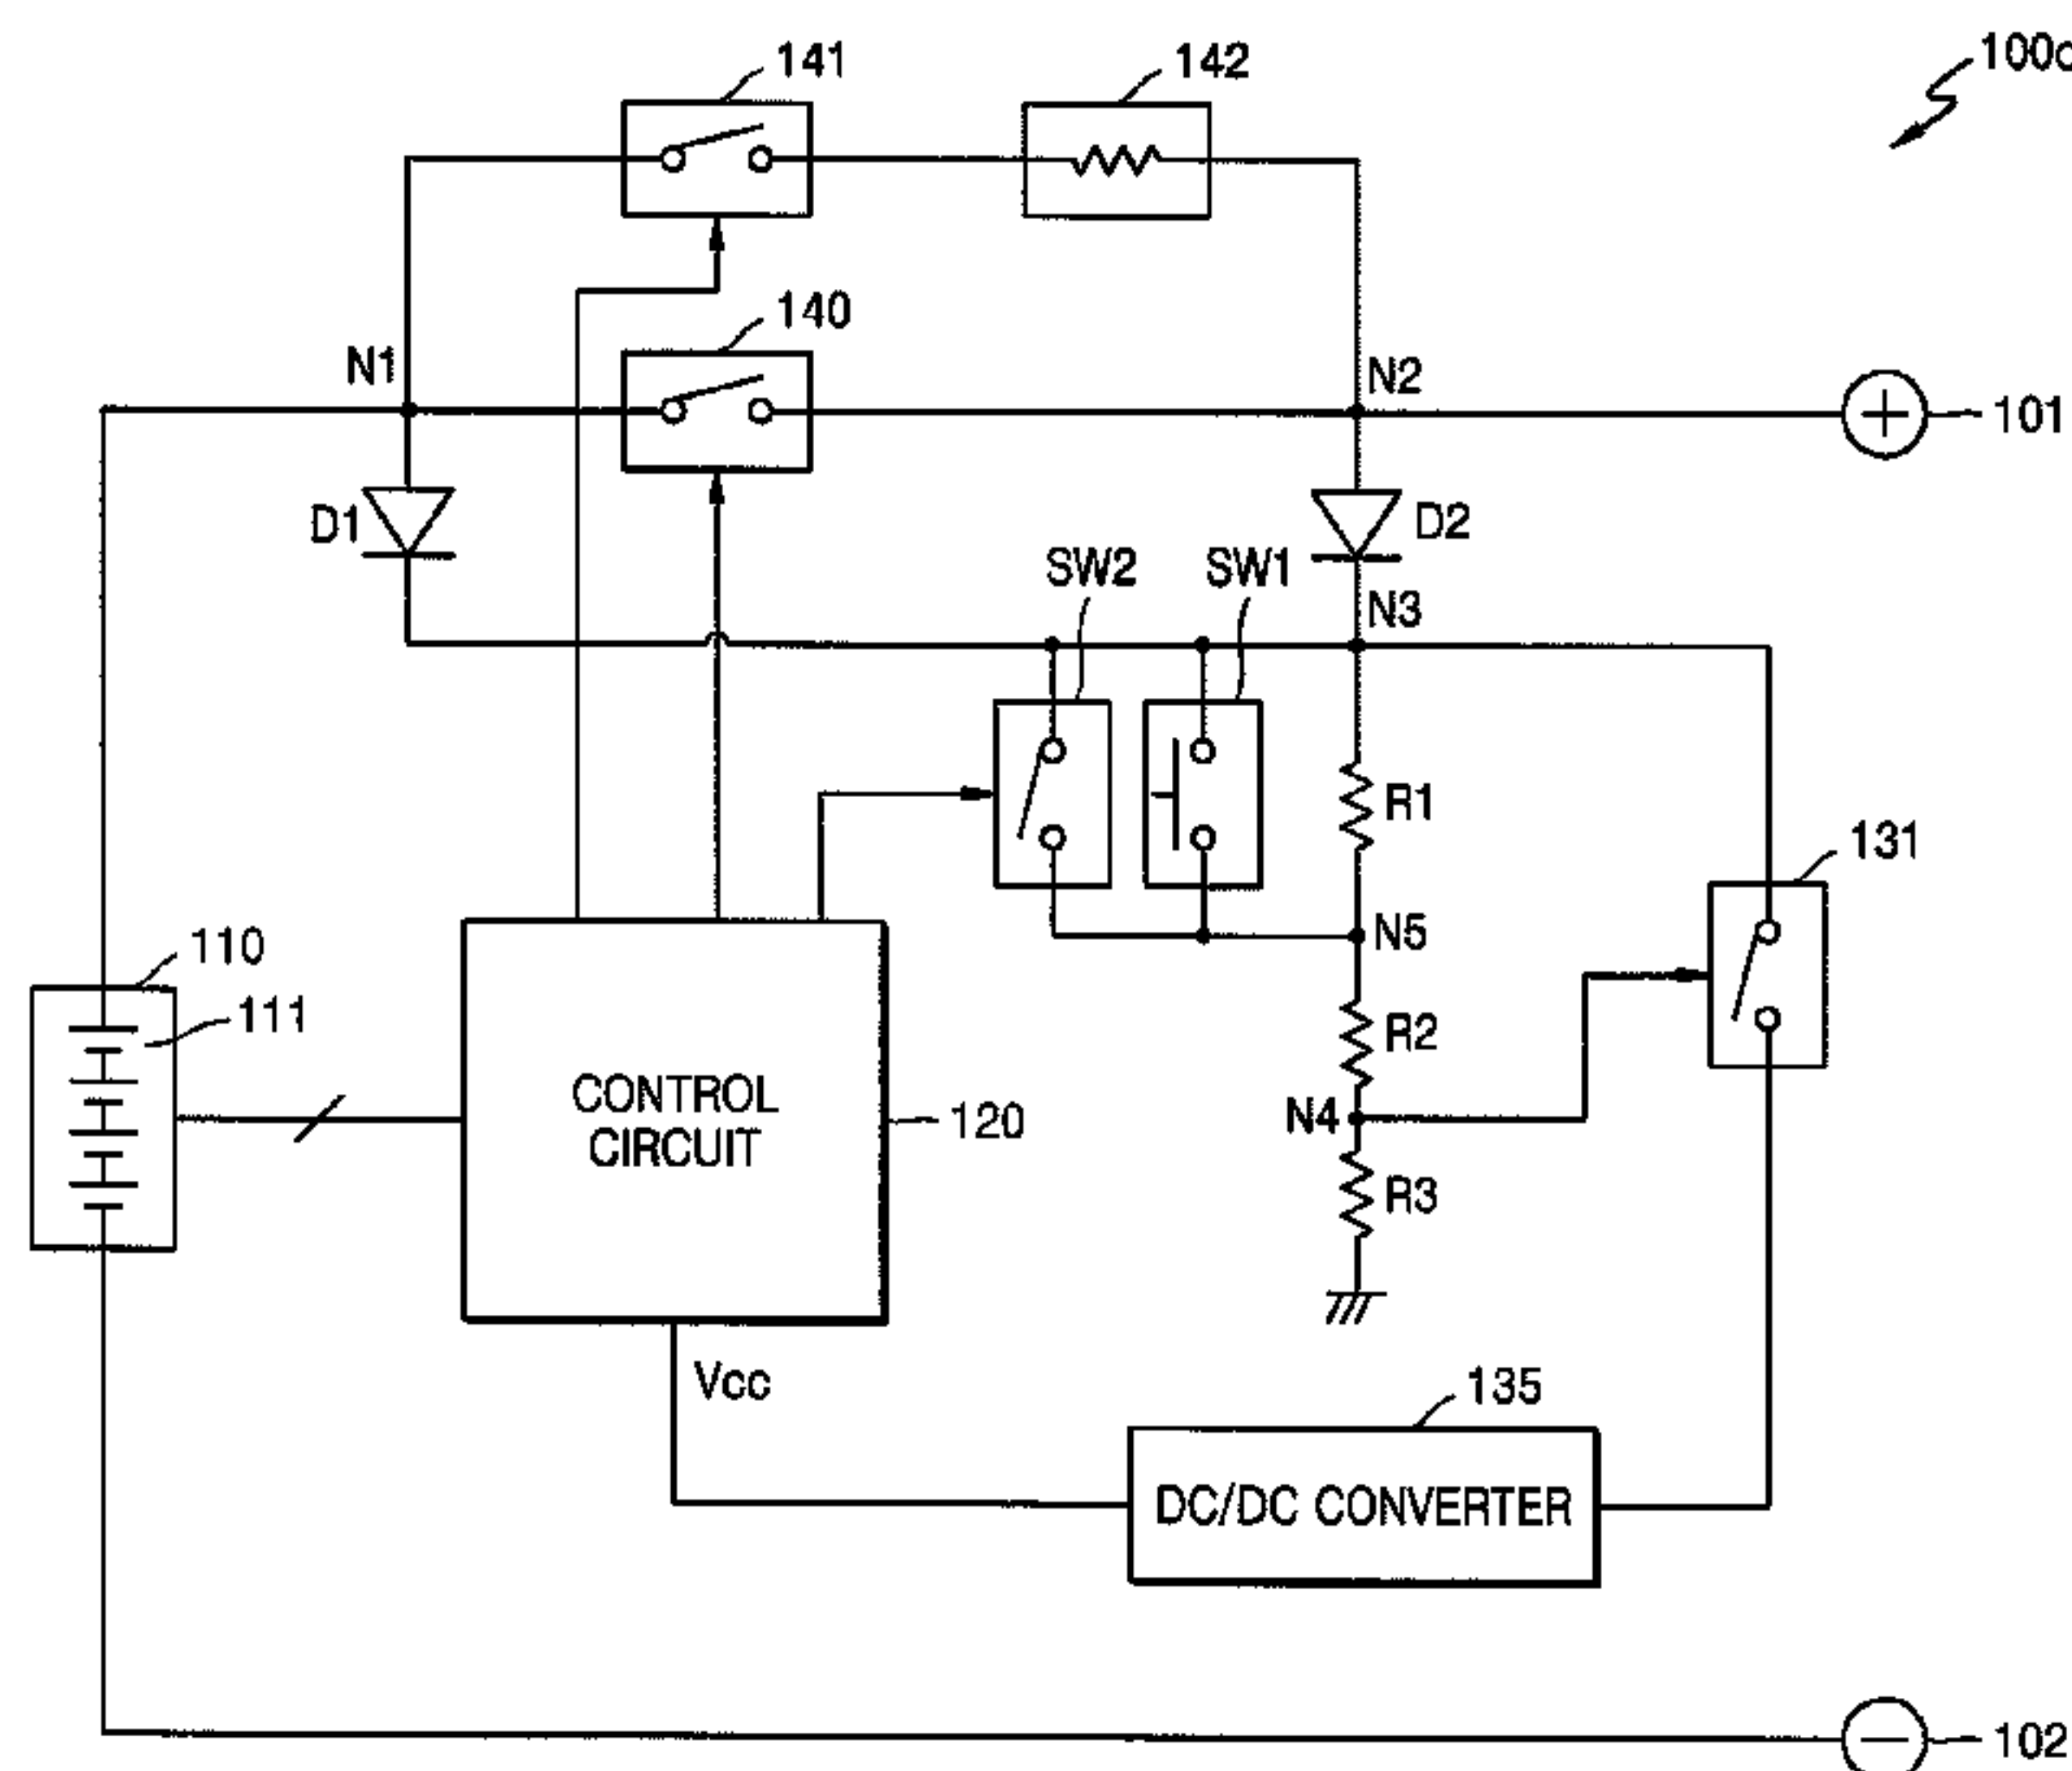 141
142
140
N1
N2
101
D1
D2
SW2
SW1
N3
R1
131
N5
110
111
R2
CONTROL
CIRCUIT
120
N4
R3
Vcc
135
DC/DC CONVERTER
102